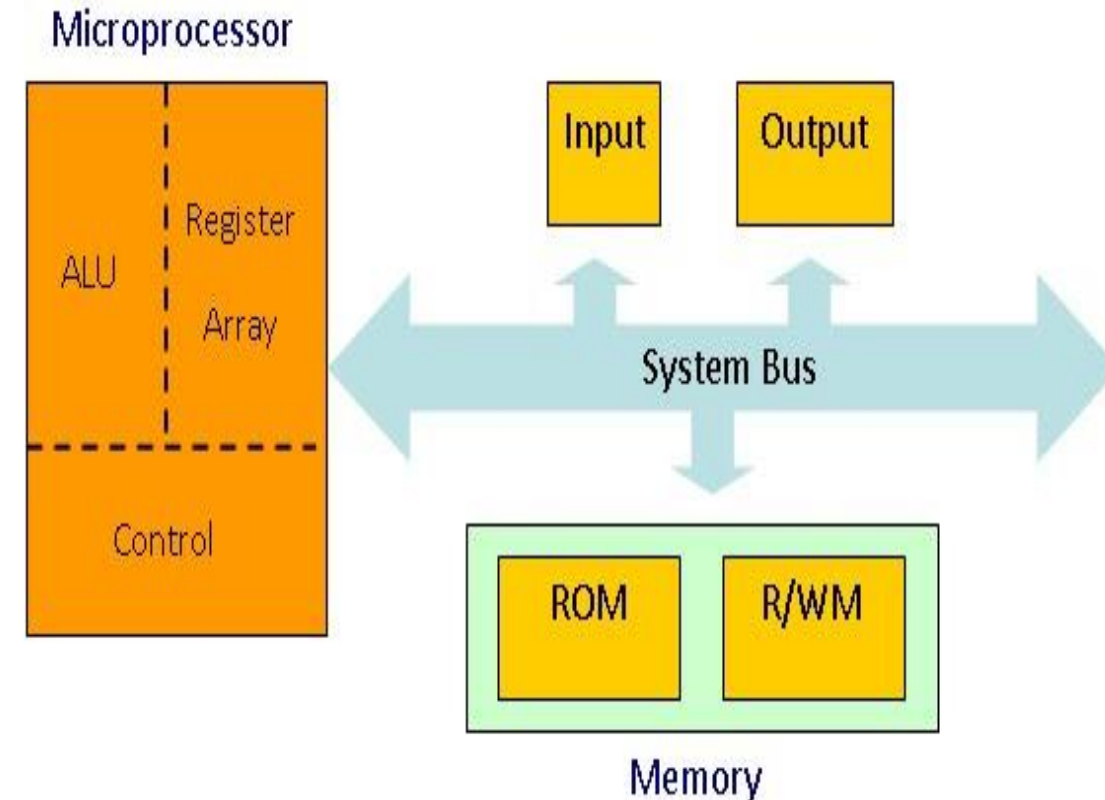 Microprocessor
ALU
Register
Array
Control
Input
Output
System Bus
ROM
R/WM
Memory